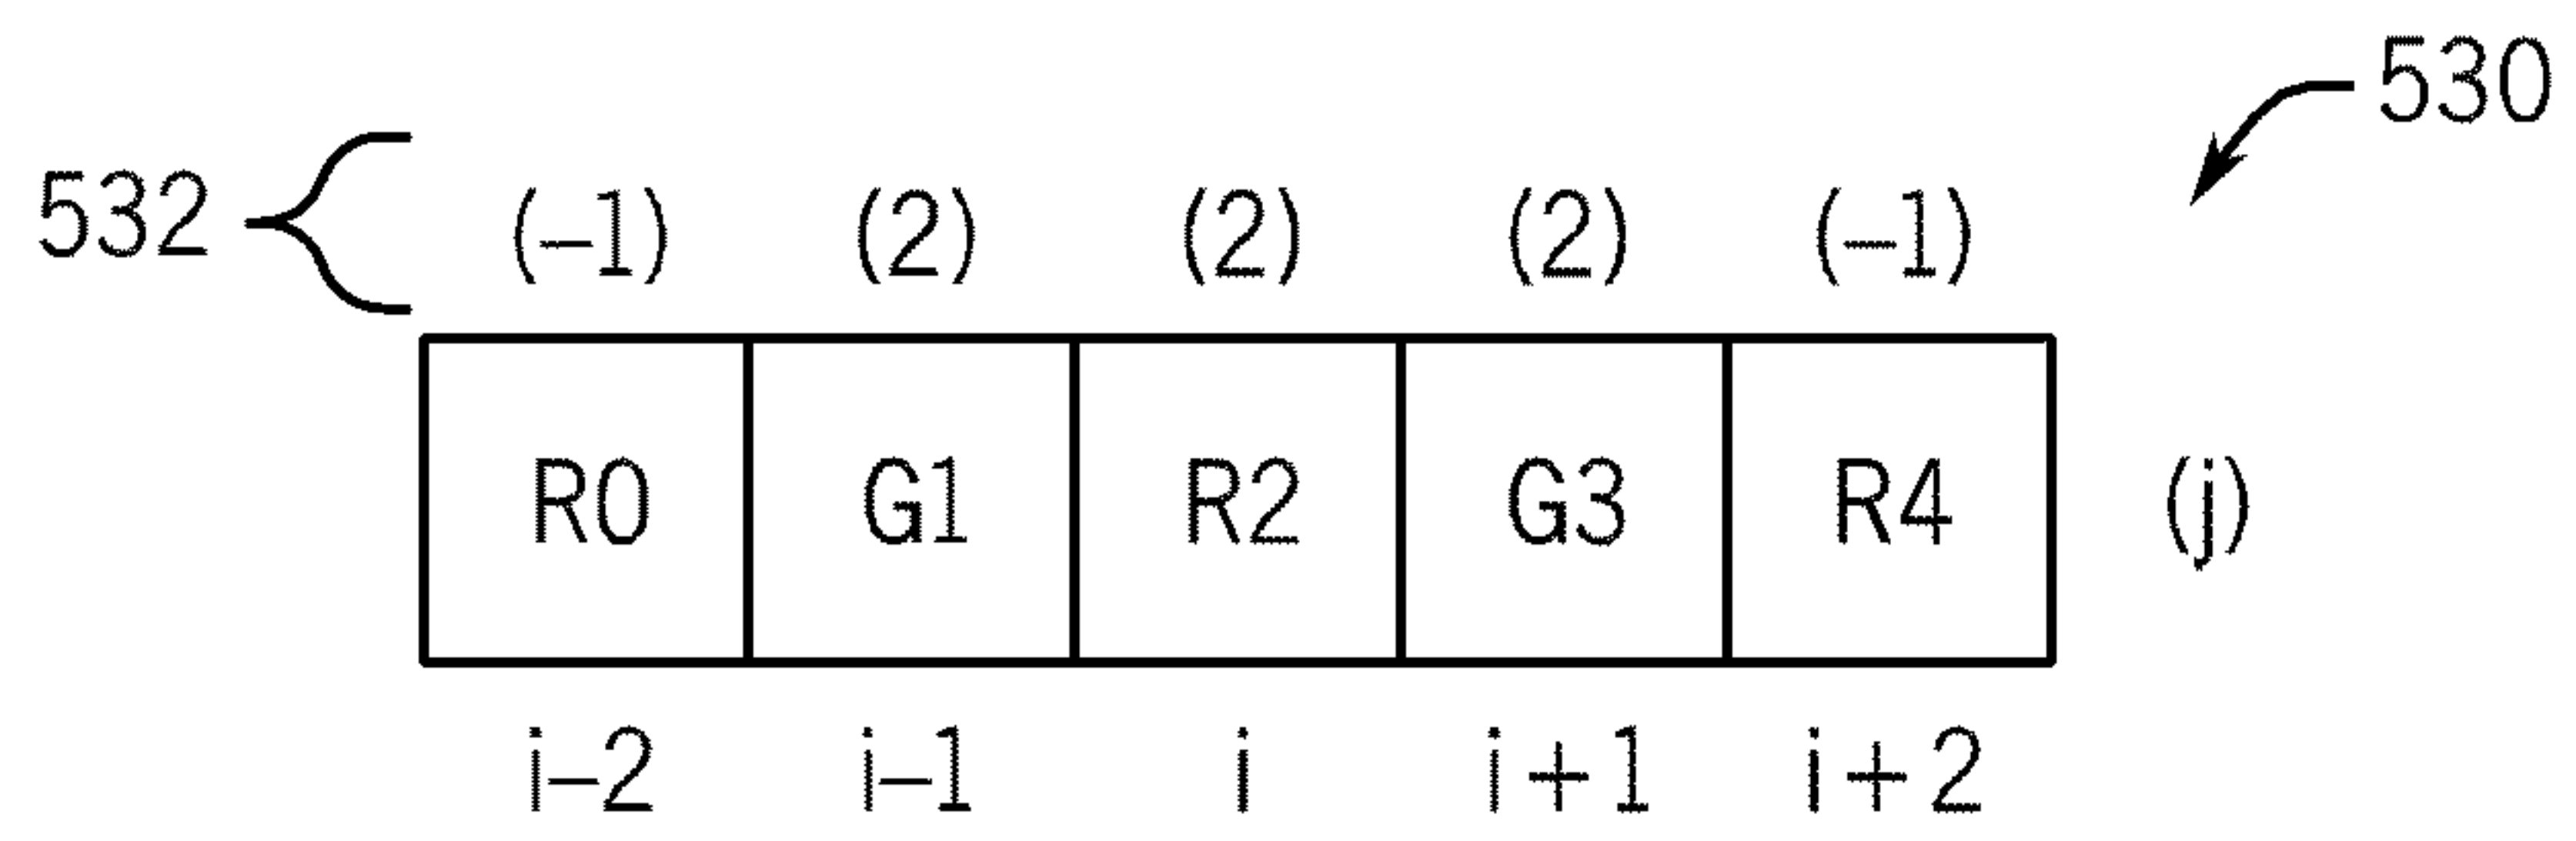 530
532 (–1) (2) (2) (2) (–1)
R0 G1 R2 G3 R4 (j)
i–2 i–1 i i+1 i+2